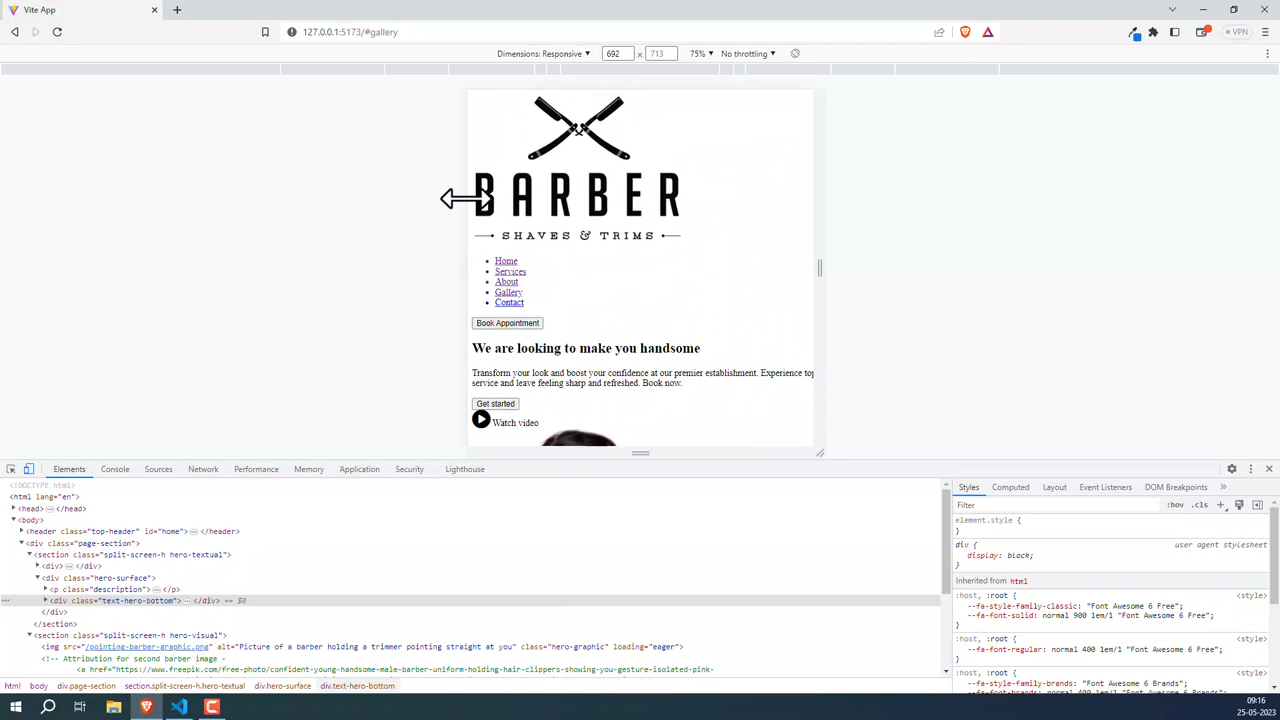 Vite App
127.0.0.1:5173/#gallery
VPN
Dimensions: Responsive
692 × 713
75%
No throttling
BARBER
SHAVES & TRIMS
Home
Services
About
Gallery
Contact
Book Appointment
We are looking to make you handsome
Transform your look and boost your confidence at our premier establishment. Experience top
service and leave feeling sharp and refreshed. Book now.
Get started
Watch video
Elements Console Sources Network Performance Memory Application Security Lighthouse
<!DOCTYPE html>
<html lang="en">
<head>…</head>
<body>
<header class="top-header" id="home">…</header>
<div class="page-section">
<section class="split-screen-h hero-textual">
<div>…</div>
<div class="hero-surface">
<p class="description">…</p>
<div class="text-hero-bottom">…</div> == $0
</div>
</section>
<section class="split-screen-h hero-visual">
<img src="/pointing-barber-graphic.png" alt="Picture of a barber holding a trimmer pointing straight at you" class="hero-graphic" loading="eager">
<!-- Attribution for second barber image -
<a href="https://www.freepik.com/free-photo/confident-young-handsome-male-barber-uniform-holding-hair-clippers-showing-you-gesture-isolated-pink-
html body div.page-section section.split-screen-h.hero-textual div.hero-surface div.text-hero-bottom
Styles Computed Layout Event Listeners DOM Breakpoints »
Filter :hov .cls +
element.style {
}
div { user agent stylesheet
display: block;
}
Inherited from html
:host, :root { <style>
--fa-style-family-classic: "Font Awesome 6 Free";
--fa-font-solid: normal 900 1em/1 "Font Awesome 6 Free";
}
:host, :root { <style>
--fa-font-regular: normal 400 1em/1 "Font Awesome 6 Free";
}
:host, :root { <style>
--fa-style-family-brands: "Font Awesome 6 Brands";
--fa-font-brands: normal 400 1em/1 "Font Awesome 6 Brands";
09:16
25-05-2023